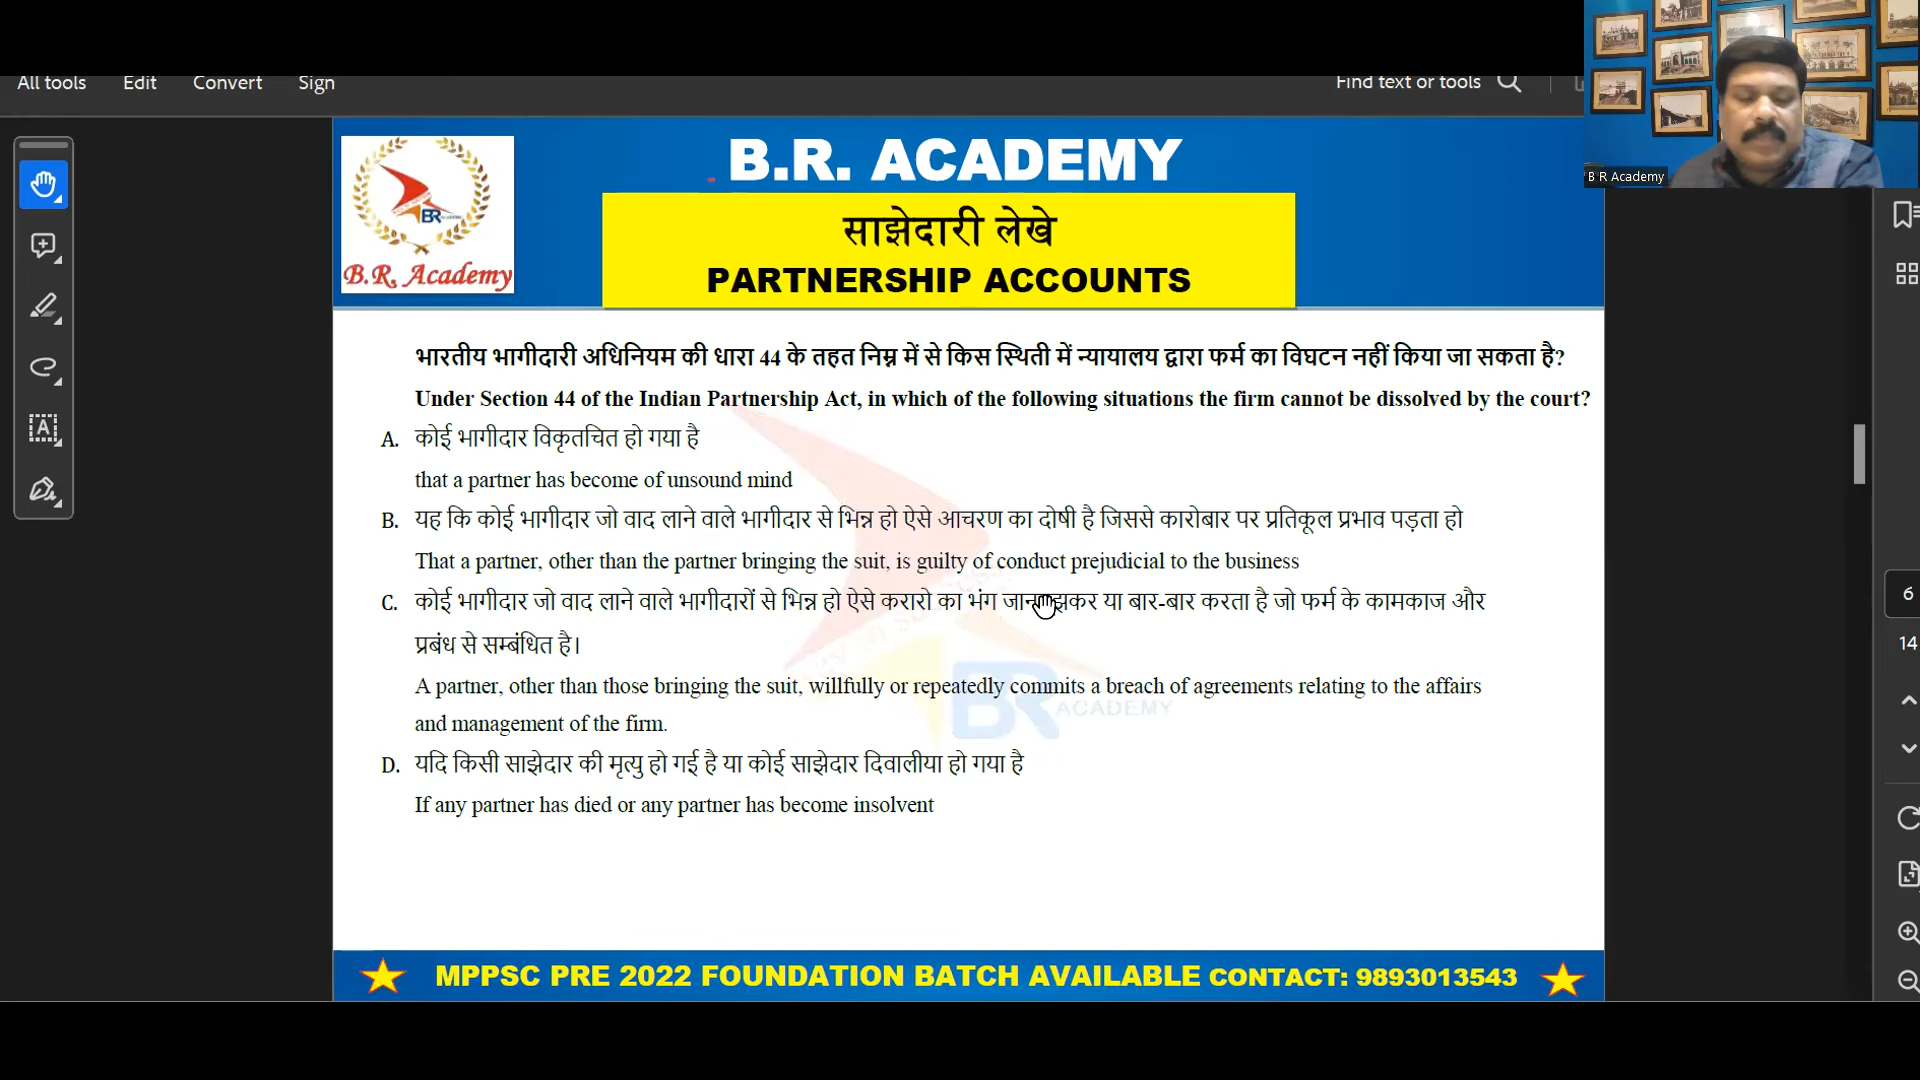 All tools Edit Convert Sign Find text or tools
B R Academy
B.R. ACADEMY
BR ACADEMY
B.R. Academy
साझेदारी लेखे
PARTNERSHIP ACCOUNTS
भारतीय भागीदारी अधिनियम की धारा 44 के तहत निम्न में से किस स्थिती में न्यायालय द्वारा फर्म का विघटन नहीं किया जा सकता है?
Under Section 44 of the Indian Partnership Act, in which of the following situations the firm cannot be dissolved by the court?
A. कोई भागीदार विकृतचित हो गया है
that a partner has become of unsound mind
B. यह कि कोई भागीदार जो वाद लाने वाले भागीदार से भिन्न हो ऐसे आचरण का दोषी है जिससे कारोबार पर प्रतिकूल प्रभाव पड़ता हो
That a partner, other than the partner bringing the suit, is guilty of conduct prejudicial to the business
C. कोई भागीदार जो वाद लाने वाले भागीदारों से भिन्न हो ऐसे करारो का भंग जानबूझकर या बार-बार करता है जो फर्म के कामकाज और
प्रबंध से सम्बंधित है।
A partner, other than those bringing the suit, willfully or repeatedly commits a breach of agreements relating to the affairs
and management of the firm.
BR ACADEMY
D. यदि किसी साझेदार की मृत्यु हो गई है या कोई साझेदार दिवालीया हो गया है
If any partner has died or any partner has become insolvent
6
14
MPPSC PRE 2022 FOUNDATION BATCH AVAILABLE CONTACT: 9893013543